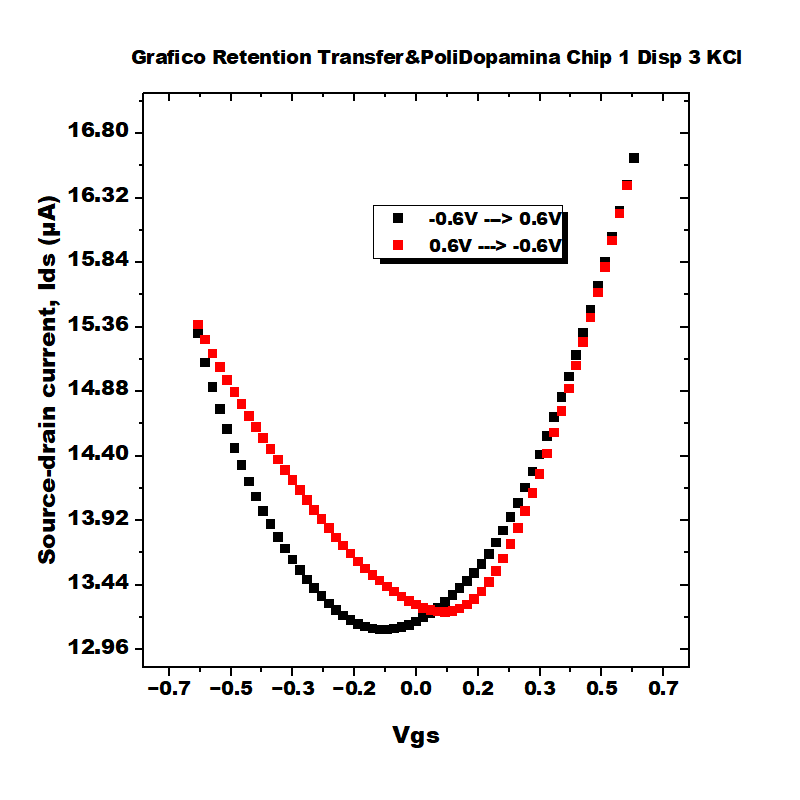 Grafico Retention Transfer&PoliDopamina Chip 1 Disp 3 KCl
16.80
16.32
15.84
15.36
14.88
14.40
13.92
13.44
12.96
Source-drain current, Ids (µA)
-0.6V ---> 0.6V
0.6V ---> -0.6V
−0.7 −0.5 −0.3 −0.2 0.0 0.2 0.3 0.5 0.7
Vgs